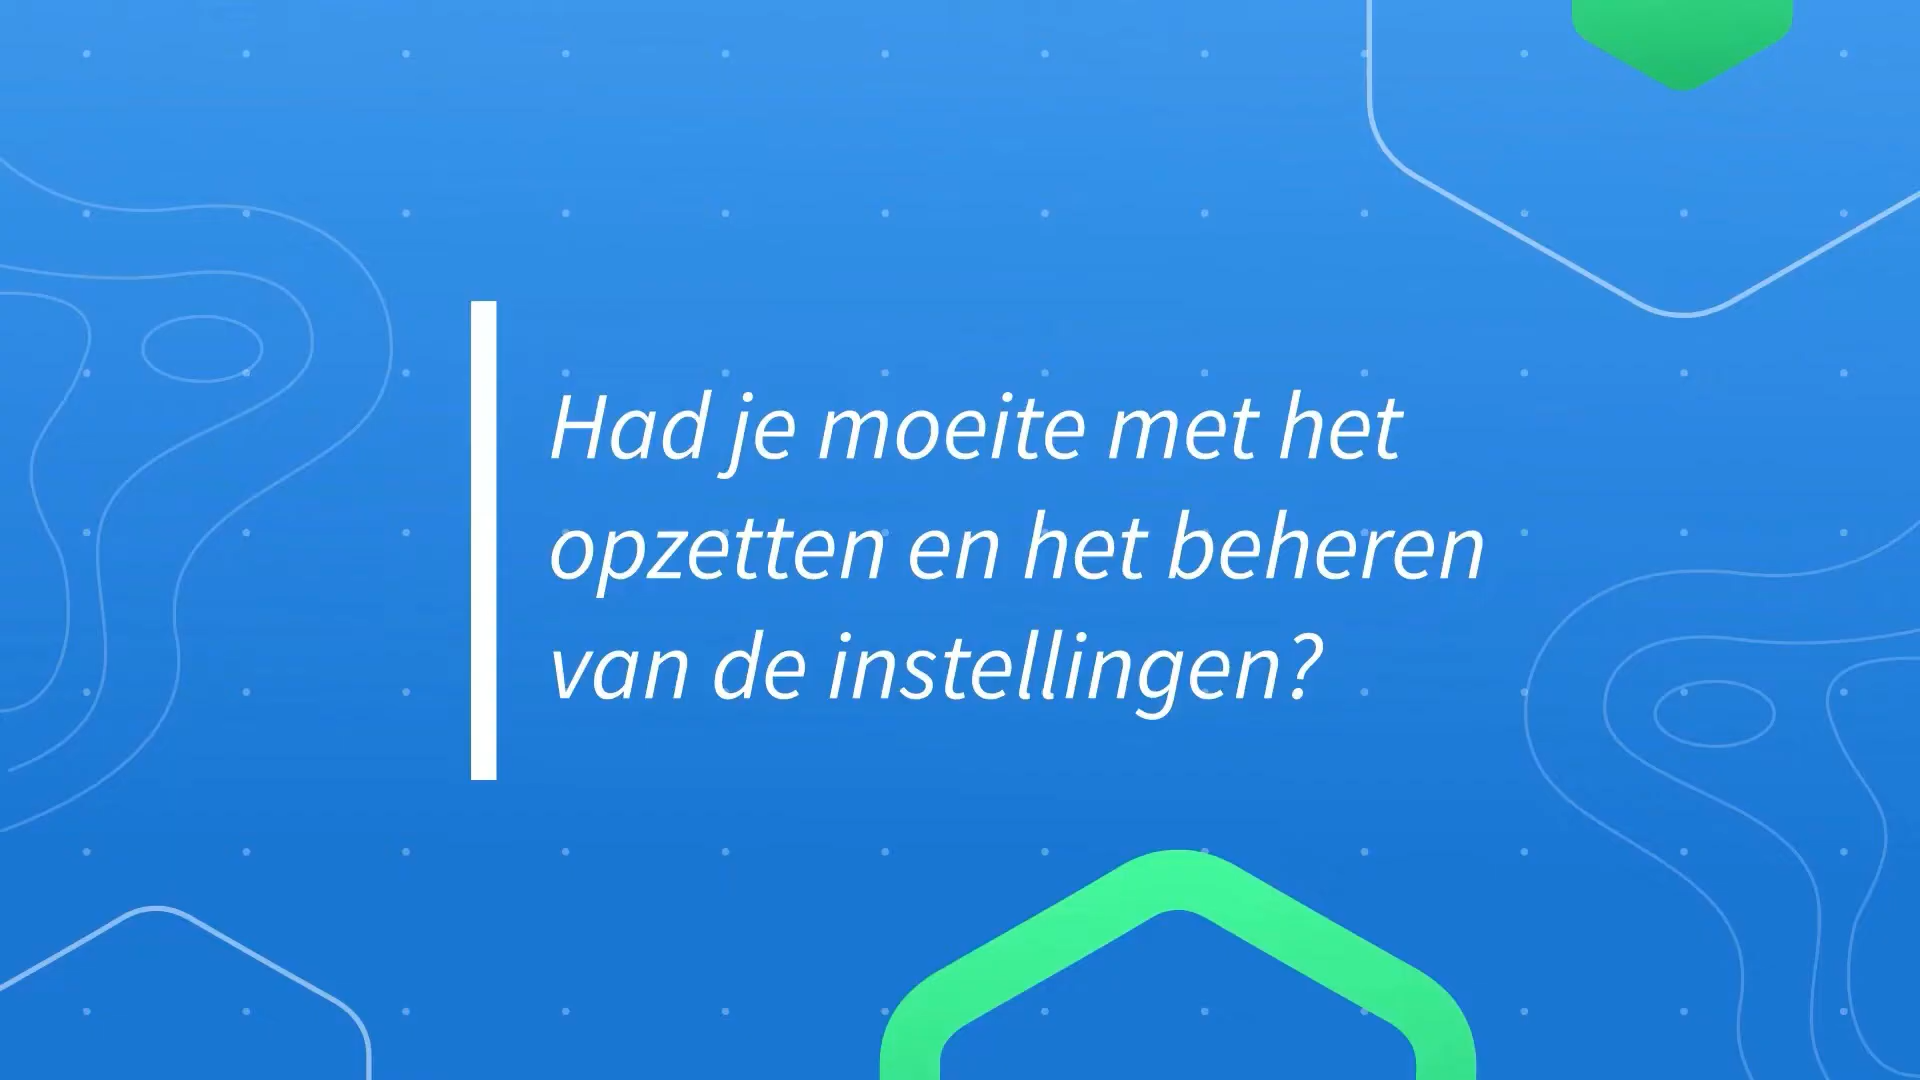 Had je moeite met het
opzetten en het beheren
van de instellingen?